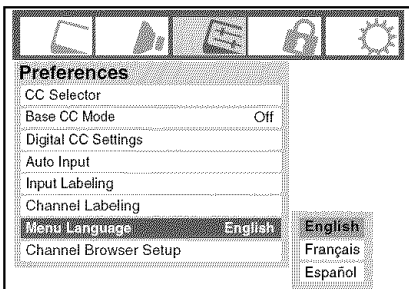 Preferences
CC Selector
Base CC Mode Off
Digital CC Settings
Auto Input
Input Labeling
Channel Labeling
Menu Language English
Channel Browser Setup
English
Français
Español